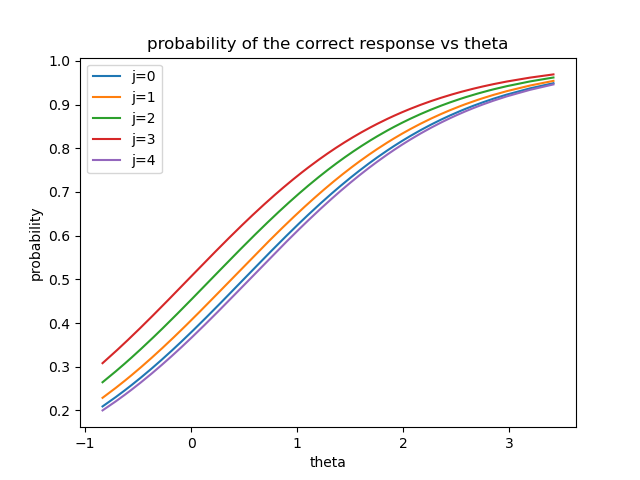 probability of the correct response vs theta
j=0
j=1
j=2
j=3
j=4
probability
1.0
0.9
0.8
0.7
0.6
0.5
0.4
0.3
0.2
−1 0 1 2 3
theta